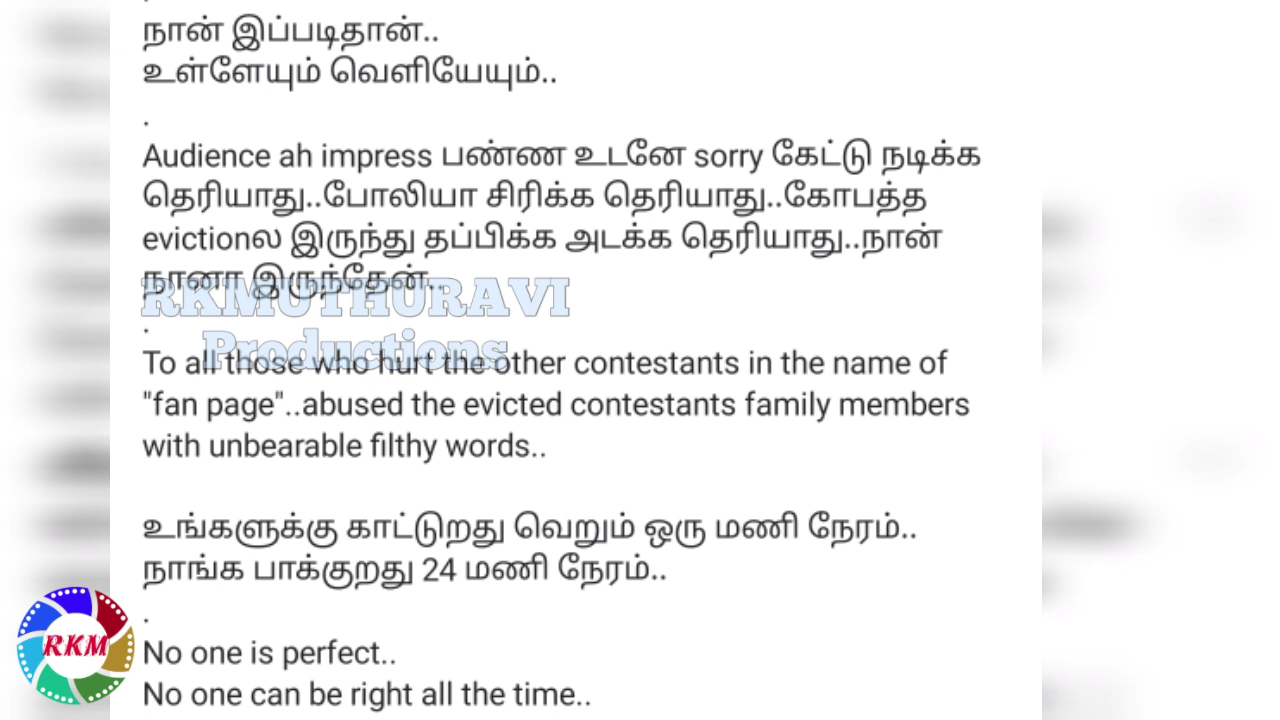 நான் இப்படிதான்..
உள்ளேயும் வெளியேயும்..
.
Audience ah impress பண்ண உடனே sorry கேட்டு நடிக்க
தெரியாது..போலியா சிரிக்க தெரியாது..கோபத்த
evictionல இருந்து தப்பிக்க அடக்க தெரியாது..நான்
நானா இருந்தேன்..
RKMUTHURAVI
.
Productions
To all those who hurt the other contestants in the name of
"fan page"..abused the evicted contestants family members
with unbearable filthy words..
உங்களுக்கு காட்டுறது வெறும் ஒரு மணி நேரம்..
நாங்க பாக்குறது 24 மணி நேரம்..
.
RKM
No one is perfect..
No one can be right all the time..